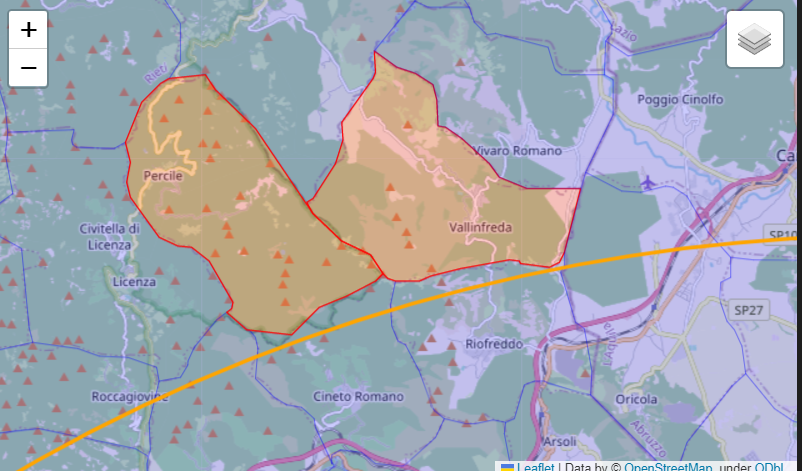 +
−
Lazio
Rieti
Poggio Cinolfo
Vivaro Romano
Ca
Percile
Civitella di
Licenza
Vallinfreda
SP10
Licenza
SP27
Riofreddo
L'Aquila
Roccagiovine
Cineto Romano
Oricola
Abruzzo
Arsoli
Leaflet | Data by © OpenStreetMap, under ODbL